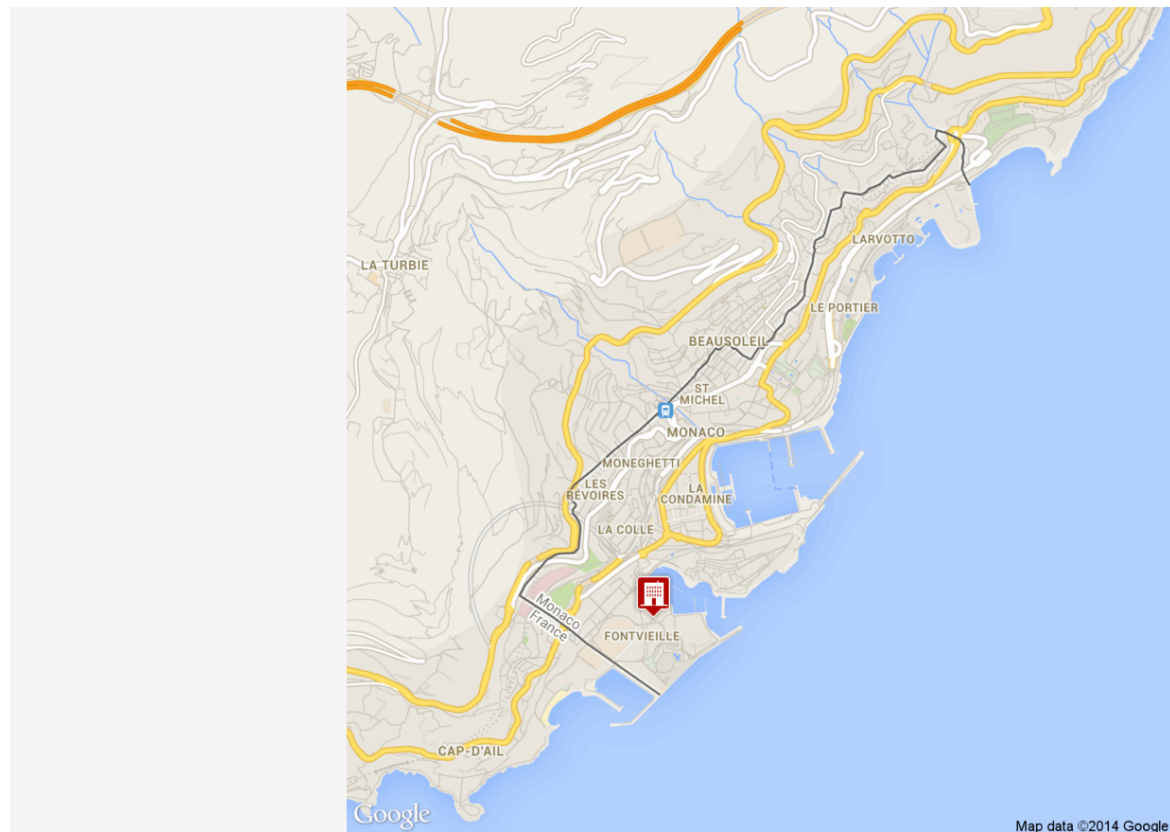 LARVOTTO
LA TURBIE
LE PORTIER
BEAUSOLEIL
ST
MICHEL
MONACO
MONEGHETTI
LES
RÉVOIRES
LA
CONDAMINE
LA COLLE
Monaco
France
FONTVIEILLE
CAP-D'AIL
Google
Map data ©2014 Google